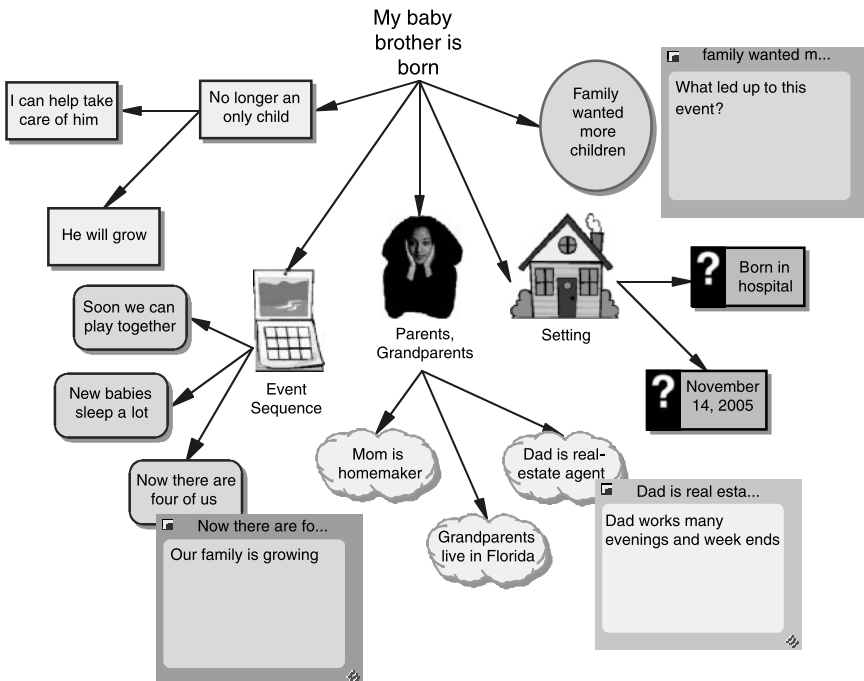 My baby
brother is
born
family wanted m...
What led up to this
event?
Family
wanted
more
children
No longer an
only child
I can help take
care of him
He will grow
Soon we can
play together
New babies
sleep a lot
Now there are
four of us
Event
Sequence
Parents,
Grandparents
Setting
?
Born in
hospital
?
November
14, 2005
Mom is
homemaker
Dad is real-
estate agent
Grandparents
live in Florida
Now there are fo...
Our family is growing
Dad is real esta...
Dad works many
evenings and week ends